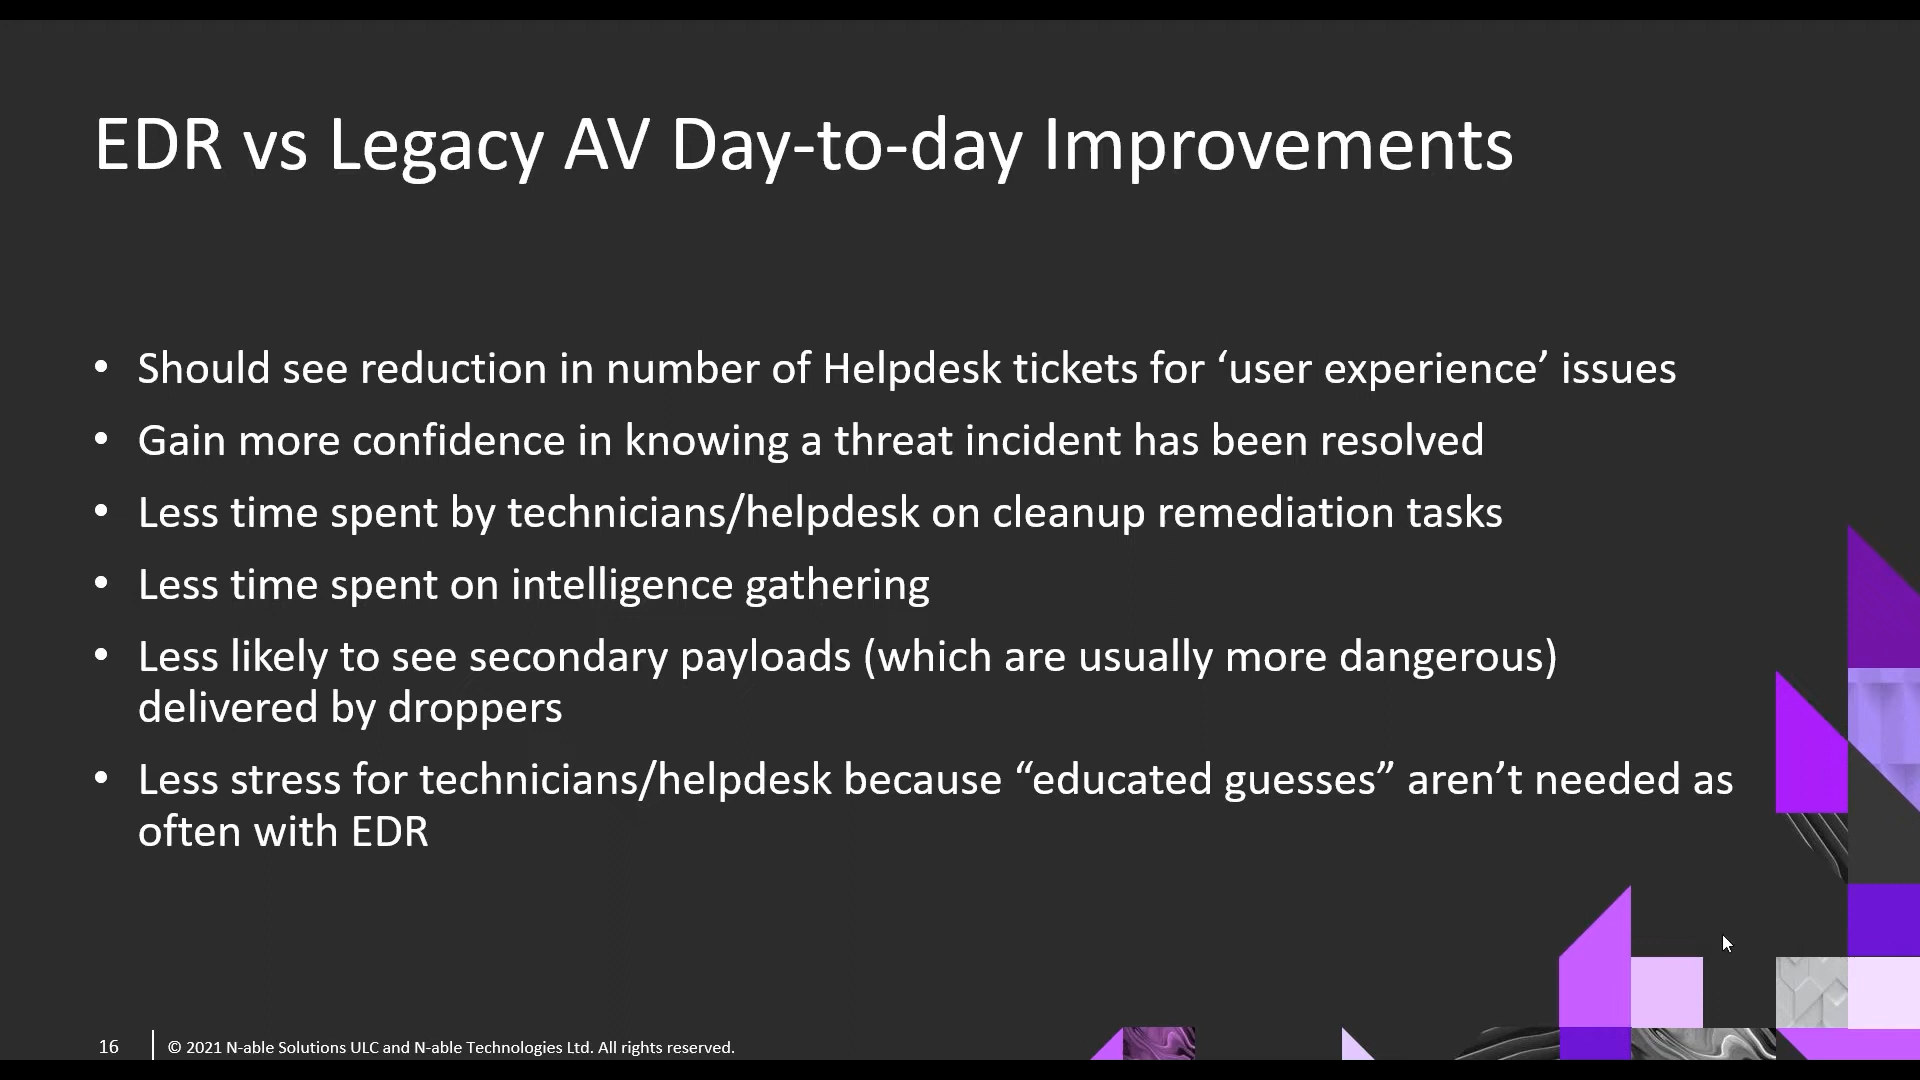 EDR vs Legacy AV Day-to-day Improvements
• Should see reduction in number of Helpdesk tickets for ‘user experience’ issues
• Gain more confidence in knowing a threat incident has been resolved
• Less time spent by technicians/helpdesk on cleanup remediation tasks
• Less time spent on intelligence gathering
• Less likely to see secondary payloads (which are usually more dangerous)
delivered by droppers
• Less stress for technicians/helpdesk because “educated guesses” aren’t needed as
often with EDR
16 © 2021 N-able Solutions ULC and N-able Technologies Ltd. All rights reserved.